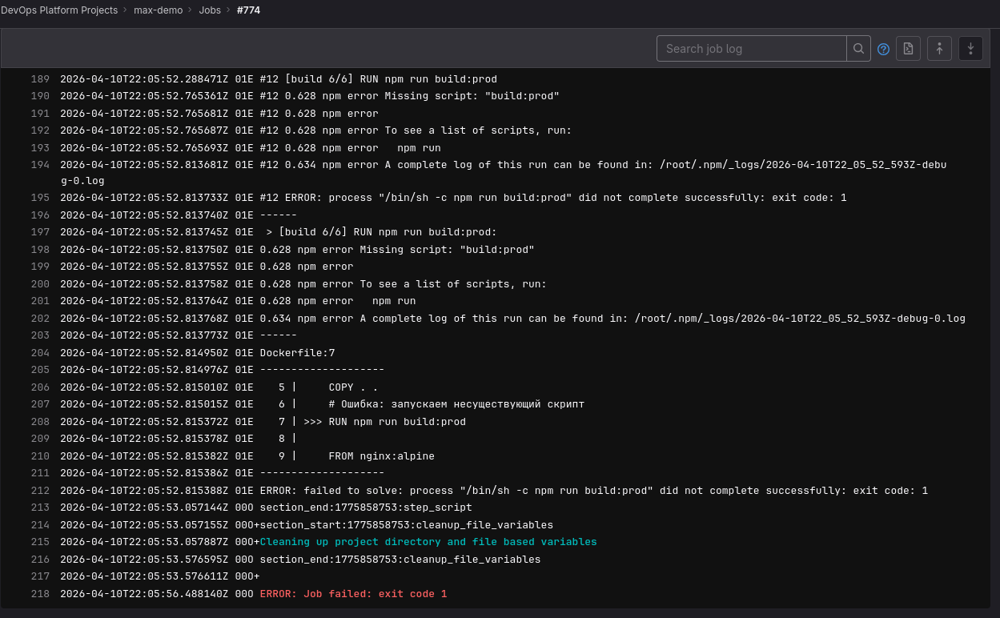 DevOps Platform Projects › max-demo › Jobs › #774
Search job log
189 2026-04-10T22:05:52.288471Z 01E #12 [build 6/6] RUN npm run build:prod
190 2026-04-10T22:05:52.765361Z 01E #12 0.628 npm error Missing script: "build:prod"
191 2026-04-10T22:05:52.765681Z 01E #12 0.628 npm error
192 2026-04-10T22:05:52.765687Z 01E #12 0.628 npm error To see a list of scripts, run:
193 2026-04-10T22:05:52.765693Z 01E #12 0.628 npm error   npm run
194 2026-04-10T22:05:52.813681Z 01E #12 0.634 npm error A complete log of this run can be found in: /root/.npm/_logs/2026-04-10T22_05_52_593Z-debu
g-0.log
195 2026-04-10T22:05:52.813733Z 01E #12 ERROR: process "/bin/sh -c npm run build:prod" did not complete successfully: exit code: 1
196 2026-04-10T22:05:52.813740Z 01E ------
197 2026-04-10T22:05:52.813745Z 01E  > [build 6/6] RUN npm run build:prod:
198 2026-04-10T22:05:52.813750Z 01E 0.628 npm error Missing script: "build:prod"
199 2026-04-10T22:05:52.813755Z 01E 0.628 npm error
200 2026-04-10T22:05:52.813758Z 01E 0.628 npm error To see a list of scripts, run:
201 2026-04-10T22:05:52.813764Z 01E 0.628 npm error   npm run
202 2026-04-10T22:05:52.813768Z 01E 0.634 npm error A complete log of this run can be found in: /root/.npm/_logs/2026-04-10T22_05_52_593Z-debug-0.log
203 2026-04-10T22:05:52.813773Z 01E ------
204 2026-04-10T22:05:52.814950Z 01E Dockerfile:7
205 2026-04-10T22:05:52.814976Z 01E --------------------
206 2026-04-10T22:05:52.815010Z 01E    5 |     COPY . .
207 2026-04-10T22:05:52.815015Z 01E    6 |     # Ошибка: запускаем несуществующий скрипт
208 2026-04-10T22:05:52.815372Z 01E    7 | >>> RUN npm run build:prod
209 2026-04-10T22:05:52.815378Z 01E    8 |
210 2026-04-10T22:05:52.815382Z 01E    9 |     FROM nginx:alpine
211 2026-04-10T22:05:52.815386Z 01E --------------------
212 2026-04-10T22:05:52.815388Z 01E ERROR: failed to solve: process "/bin/sh -c npm run build:prod" did not complete successfully: exit code: 1
213 2026-04-10T22:05:53.057144Z 00O section_end:1775858753:step_script
214 2026-04-10T22:05:53.057155Z 00O+section_start:1775858753:cleanup_file_variables
215 2026-04-10T22:05:53.057887Z 00O+Cleaning up project directory and file based variables
216 2026-04-10T22:05:53.576595Z 00O section_end:1775858753:cleanup_file_variables
217 2026-04-10T22:05:53.576611Z 00O+
218 2026-04-10T22:05:56.488140Z 00O ERROR: Job failed: exit code 1